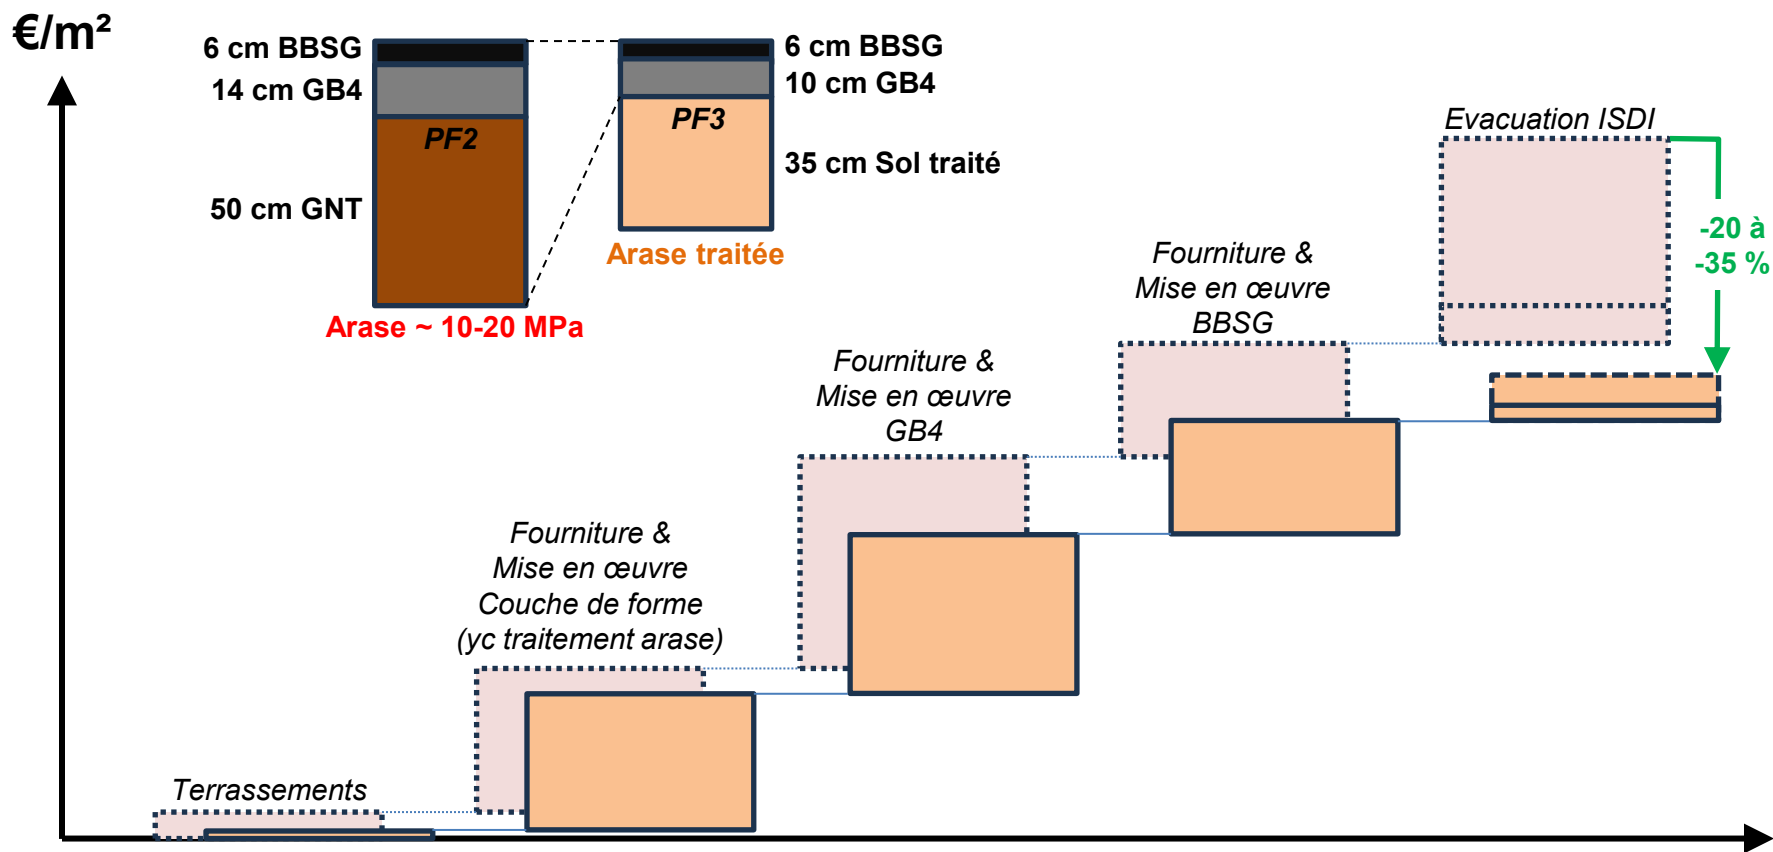 €/m²
6 cm BBSG
14 cm GB4
PF2
50 cm GNT
Arase ~ 10-20 MPa
6 cm BBSG
10 cm GB4
PF3
35 cm Sol traité
Arase traitée
Terrassements
Fourniture &
Mise en œuvre
Couche de forme
(yc traitement arase)
Fourniture &
Mise en œuvre
GB4
Fourniture &
Mise en œuvre
BBSG
Evacuation ISDI
-20 à
-35 %